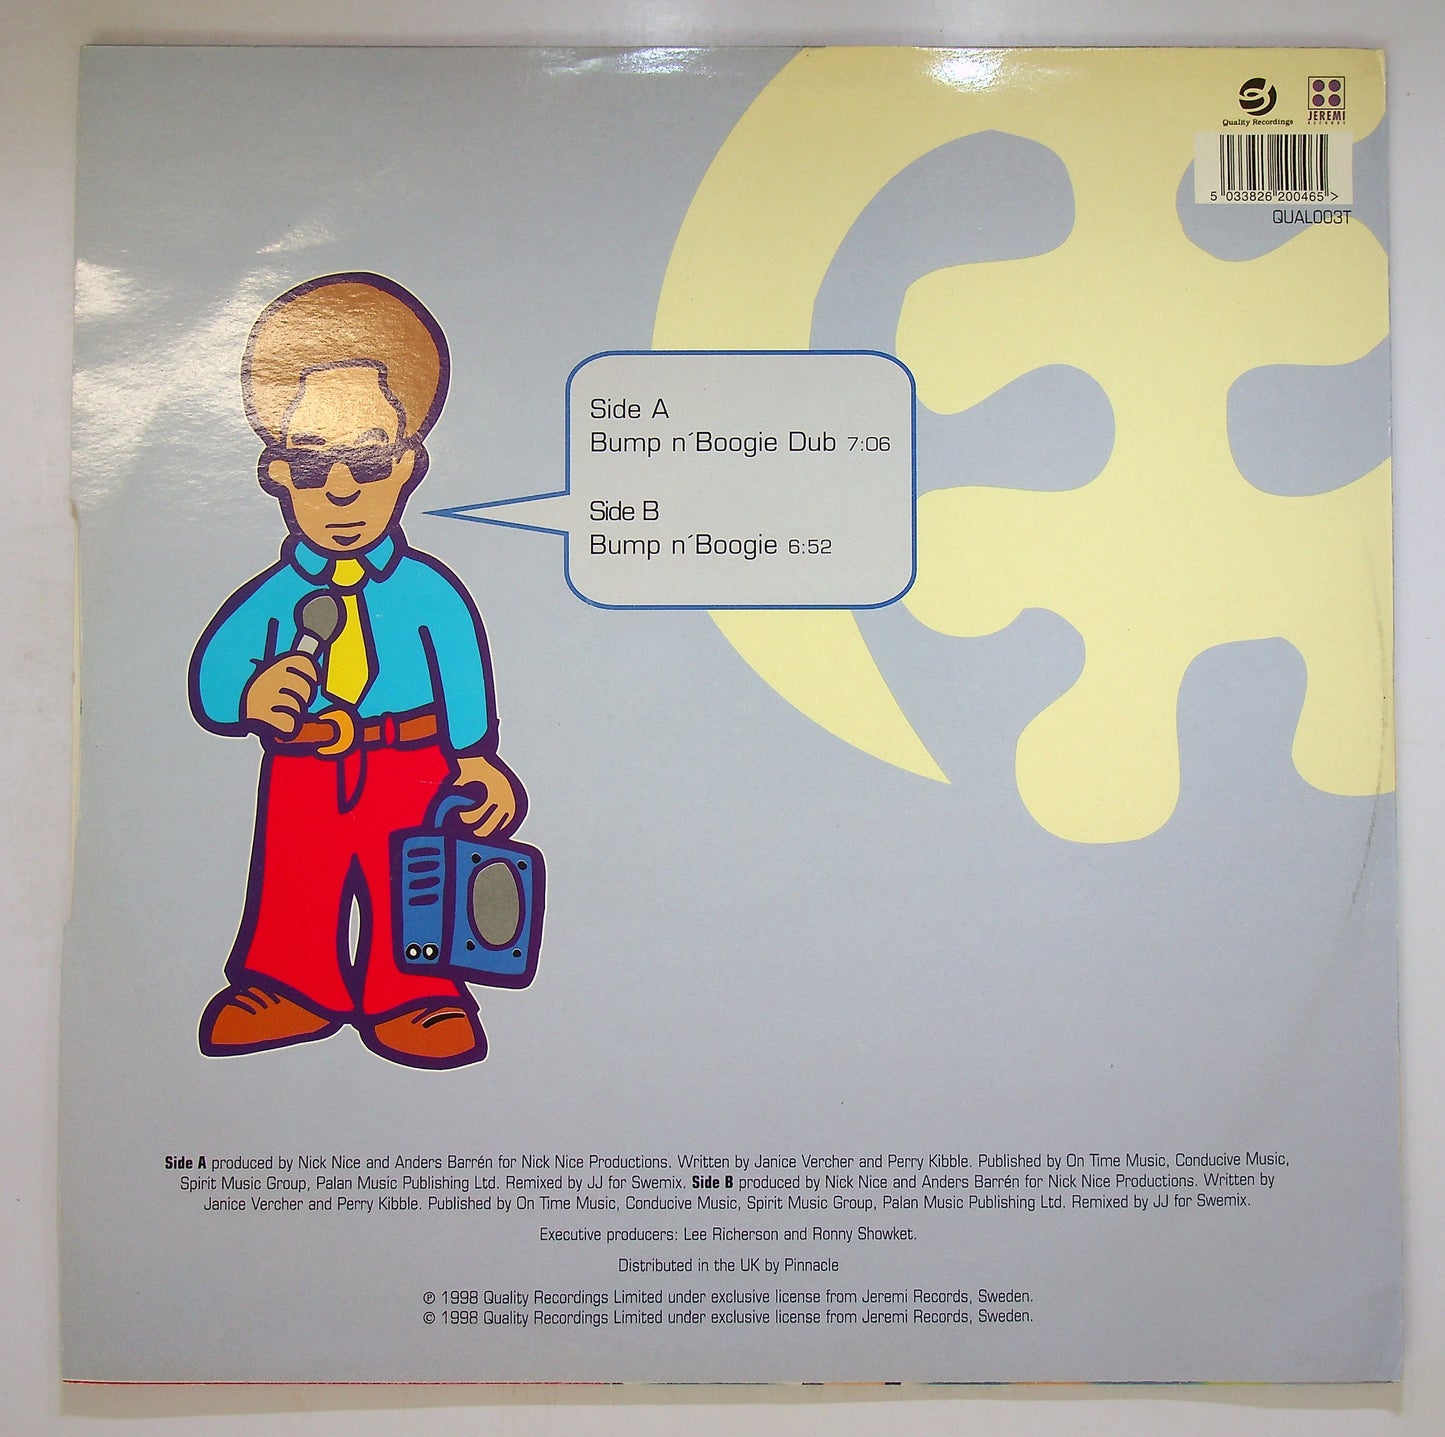 Quality Recordings
JEREMI
RECORDS
5 033826 200465 >
QUAL003T
Side A
Bump n´Boogie Dub 7:06
Side B
Bump n´Boogie 6:52
Side A produced by Nick Nice and Anders Barrén for Nick Nice Productions. Written by Janice Vercher and Perry Kibble. Published by On Time Music, Conducive Music,
Spirit Music Group, Palan Music Publishing Ltd. Remixed by JJ for Swemix. Side B produced by Nick Nice and Anders Barrén for Nick Nice Productions. Written by
Janice Vercher and Perry Kibble. Published by On Time Music, Conducive Music, Spirit Music Group, Palan Music Publishing Ltd. Remixed by JJ for Swemix.
Executive producers: Lee Richerson and Ronny Showket.
Distributed in the UK by Pinnacle
℗ 1998 Quality Recordings Limited under exclusive license from Jeremi Records, Sweden.
© 1998 Quality Recordings Limited under exclusive license from Jeremi Records, Sweden.